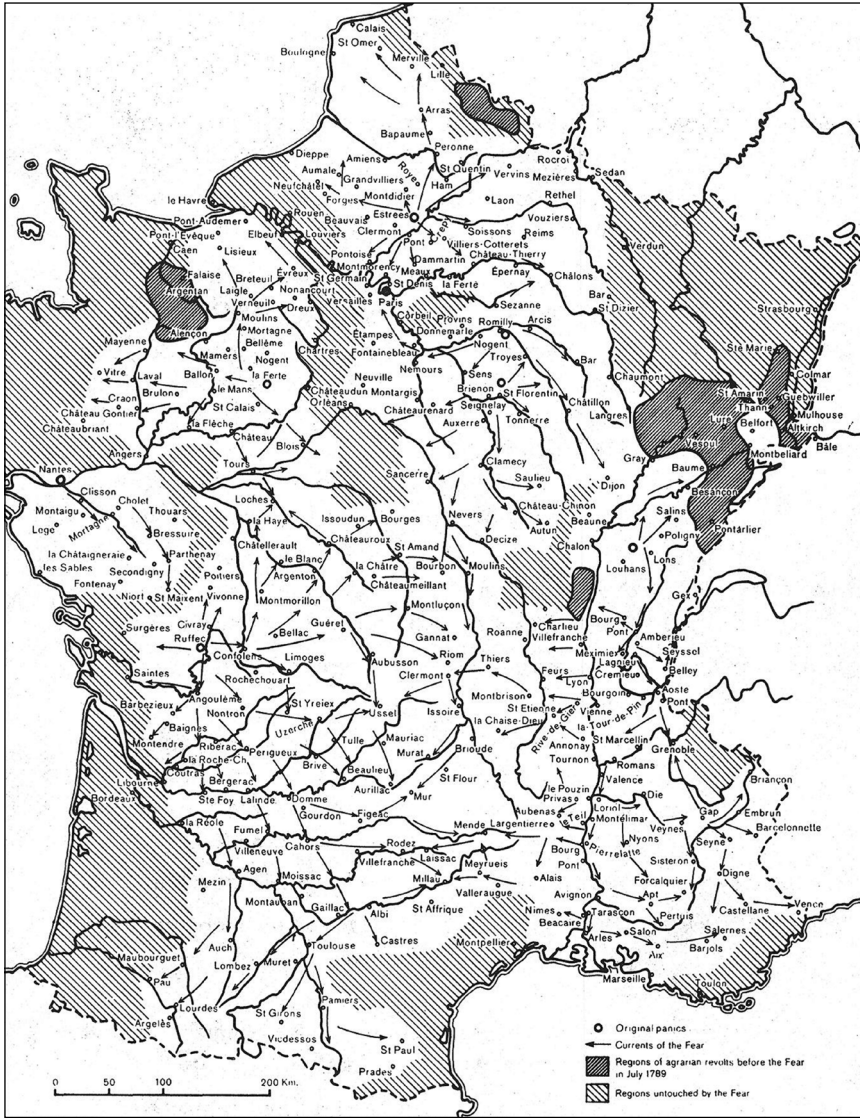 Calais
St Omer
Boulogne
Merville
Lille
Arras
Bapaume
Peronne
Dieppe
Amiens
Aumale
Royes
St Quentin
Rocroi
Neufchâtel
Grandvilliers
Vervins
Mezières
Sedan
Montdidier
Ham
le Havre
Forges
Laon
Rethel
Rouen
Beauvais
Estrées
Vouziers
Pont-Audemer
Clermont
Soissons
Pont-l'Evêque
Elbeuf
Louviers
Pont
Crépy
Reims
Verdun
Caen
Lisieux
Pontoise
Villiers-Cotterets
Dammartin
Château-Thierry
Montmorency
Meaux
Falaise
Breteuil
Évreux
St Germain
St Denis
la Ferté
Épernay
Châlons
Argentan
Laigle
Nonancourt
Versailles
Paris
Bar
Strasbourg
Verneuil
Dreux
Sezanne
St Dizier
Moulins
Corbeil
Provins
Romilly
Arcis
Alençon
Mortagne
Étampes
Donnemarle
Mayenne
Bellême
Chartres
Fontainebleau
Nogent
Troyes
Bar
Ste Marie
Mamers
Nogent
Nemours
Vitre
Laval
Ballon
la Ferte
Neuville
Sens
Chaumont
Colmar
Brulon
le Mans
Châteaudun
Montargis
Brienon
St Florentin
Châtillon
St Amarin
Guebwiller
Craon
St Calais
Orléans
Seignelay
Langres
Thann
Mulhouse
Château Gontier
Châteaurenard
Lure
Belfort
Altkirch
Châteaubriant
la Flèche
Château
Blois
Auxerre
Tonnerre
Vesoul
Bâle
Angers
Clamecy
Gray
Montbeliard
Nantes
Tours
Sancerre
Saulieu
Dijon
Baume
Besançon
Clisson
Cholet
Loches
Montaigu
Thouars
Issoudun
Bourges
Château-Chinon
Salins
Loge
Mortagne
Bressuire
la Haye
Nevers
Decize
Beaune
Pontarlier
Autun
Poligny
la Châtaigneraie
Parthenay
Châtellerault
Châteauroux
St Amand
Chalon
Lons
les Sables
Secondigny
le Blanc
la Châtre
Bourbon
Moulins
Louhans
Fontenay
Poitiers
Argenton
Châteaumeillant
Gex
Niort
St Maixent
Vivonne
Montmorillon
Montluçon
Surgères
Civray
Guéret
Charlieu
Bourg
Ruffec
Bellac
Gannat
Roanne
Villefranche
Pont
Amberieu
Seyssel
Confolens
Limoges
Aubusson
Riom
Meximier
Lagnieu
Belley
Saintes
Rochechouart
Clermont
Thiers
Feurs
Lyon
Cremieu
Aoste
Barbezieux
Angoulême
St Yrieix
Ussel
Montbrison
Bourgoin
Pont
Nontron
Issoire
St Etienne
Vienne
Baignes
Uzerche
la Chaise-Dieu
Rive-de-Gier
la-Tour-de-Pin
Montendre
Riberac
Perigueux
Tulle
Mauriac
Brioude
Annonay
St Marcellin
Grenoble
la Roche-Ch.
Brive
Murat
Tournon
Romans
Coutras
Beaulieu
St Flour
Valence
Briançon
Libourne
Bergerac
Aurillac
le Pouzin
Bordeaux
Ste Foy
Lalinde
Domme
Mur
Privas
Loriol
Die
Embrun
Gourdon
Figeac
Aubenas
le Teil
Montélimar
Gap
Barcelonnette
la Réole
Fumel
Cahors
Mende
Largentière
Veynes
Seyne
Villeneuve
Rodez
Bourg
Nyons
Agen
Villefranche
Laissac
Meyrueis
Pont
Pierrelatte
Sisteron
Mezin
Moissac
Millau
Alais
Forcalquier
Digne
Montauban
Valleraugue
Avignon
Apt
Gaillac
Albi
St Affrique
Nimes
Tarascon
Pertuis
Castellane
Vence
Beacaire
Salon
Salernes
Auch
Toulouse
Castres
Montpellier
Arles
Aix
Barjols
Maubourguet
Lombez
Muret
Marseille
Toulon
Pau
Lourdes
Pamiers
Argelès
St Girons
Vicdessos
St Paul
Prades
Original panics
Currents of the Fear
Regions of agrarian revolts before the Fear
in July 1789
Regions untouched by the Fear
0 50 100 200 Km.